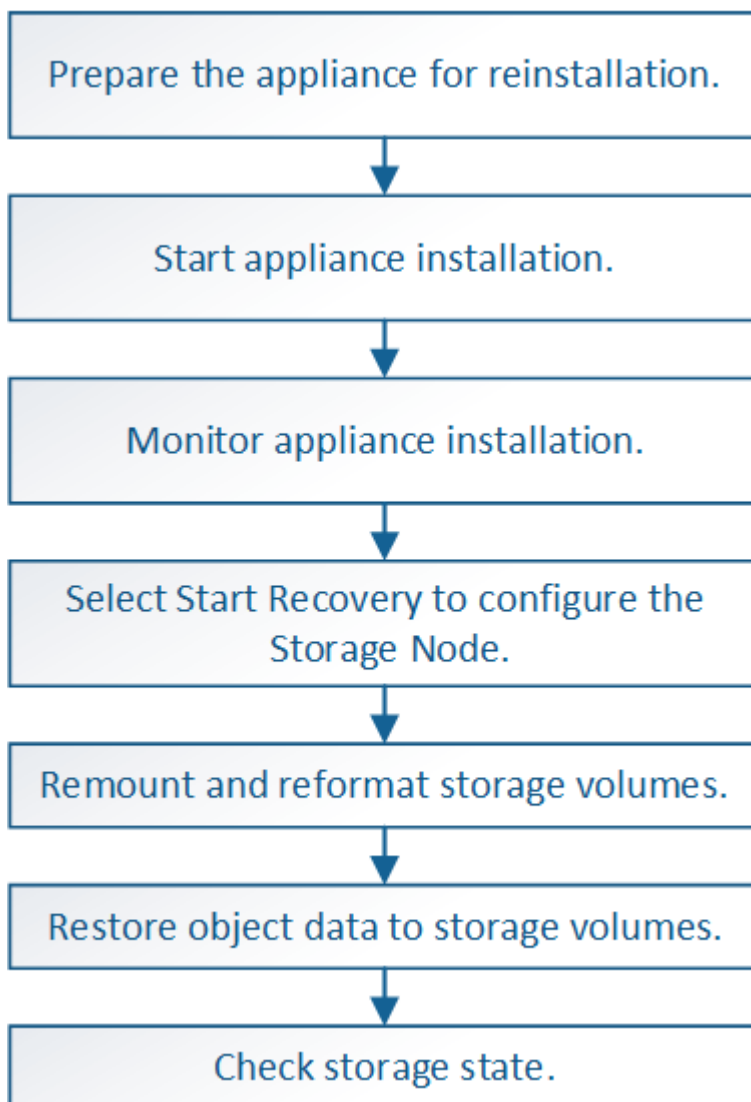 Prepare the appliance for reinstallation.
Start appliance installation.
Monitor appliance installation.
Select Start Recovery to configure the
Storage Node.
Remount and reformat storage volumes.
Restore object data to storage volumes.
Check storage state.